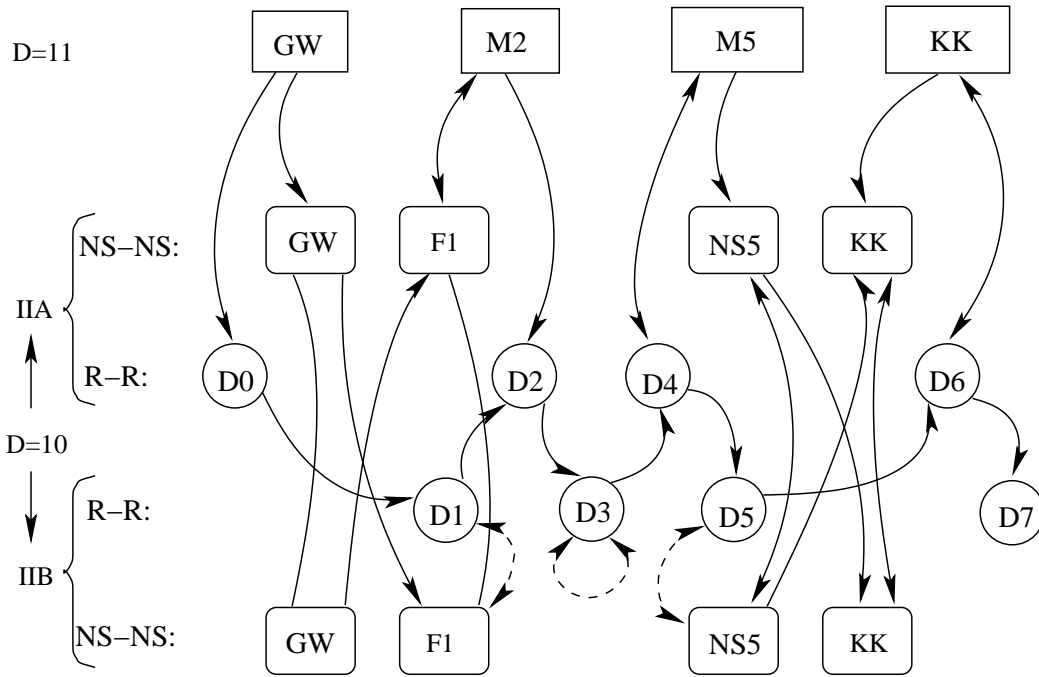 D=11
GW M2 M5 KK
NS–NS:
GW F1 NS5 KK
IIA
R–R:
D0 D2 D4 D6
D=10
R–R:
D1 D3 D5 D7
IIB
NS–NS:
GW F1 NS5 KK